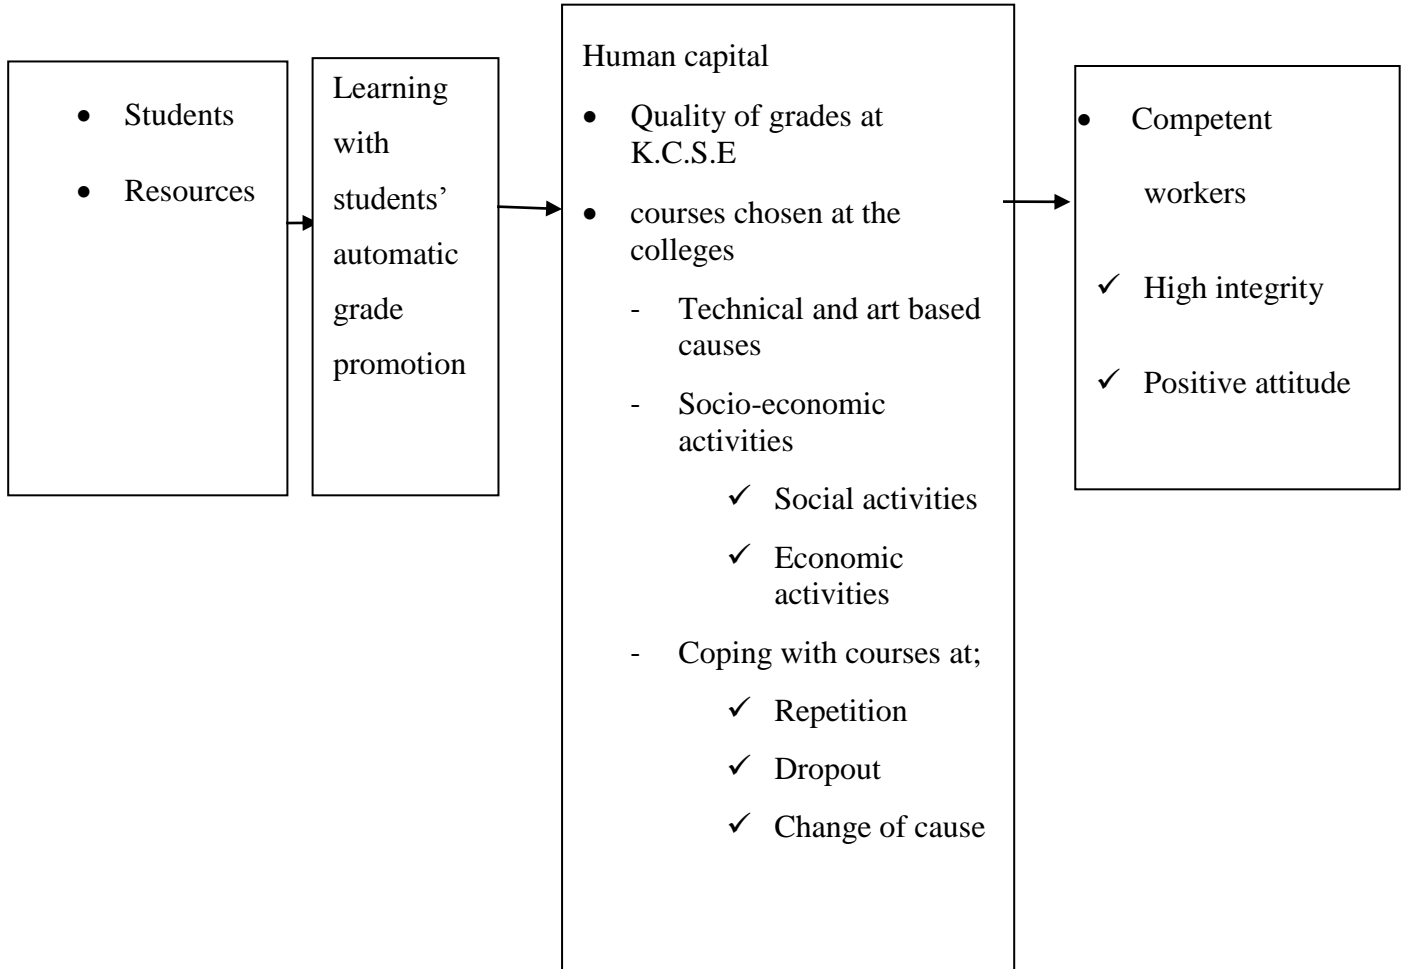 • Students
• Resources
Learning
with
students’
automatic
grade
promotion
Human capital
• Quality of grades at
K.C.S.E
• courses chosen at the
colleges
- Technical and art based
causes
- Socio-economic
activities
✓ Social activities
✓ Economic
activities
- Coping with courses at;
✓ Repetition
✓ Dropout
✓ Change of cause
• Competent
workers
✓ High integrity
✓ Positive attitude